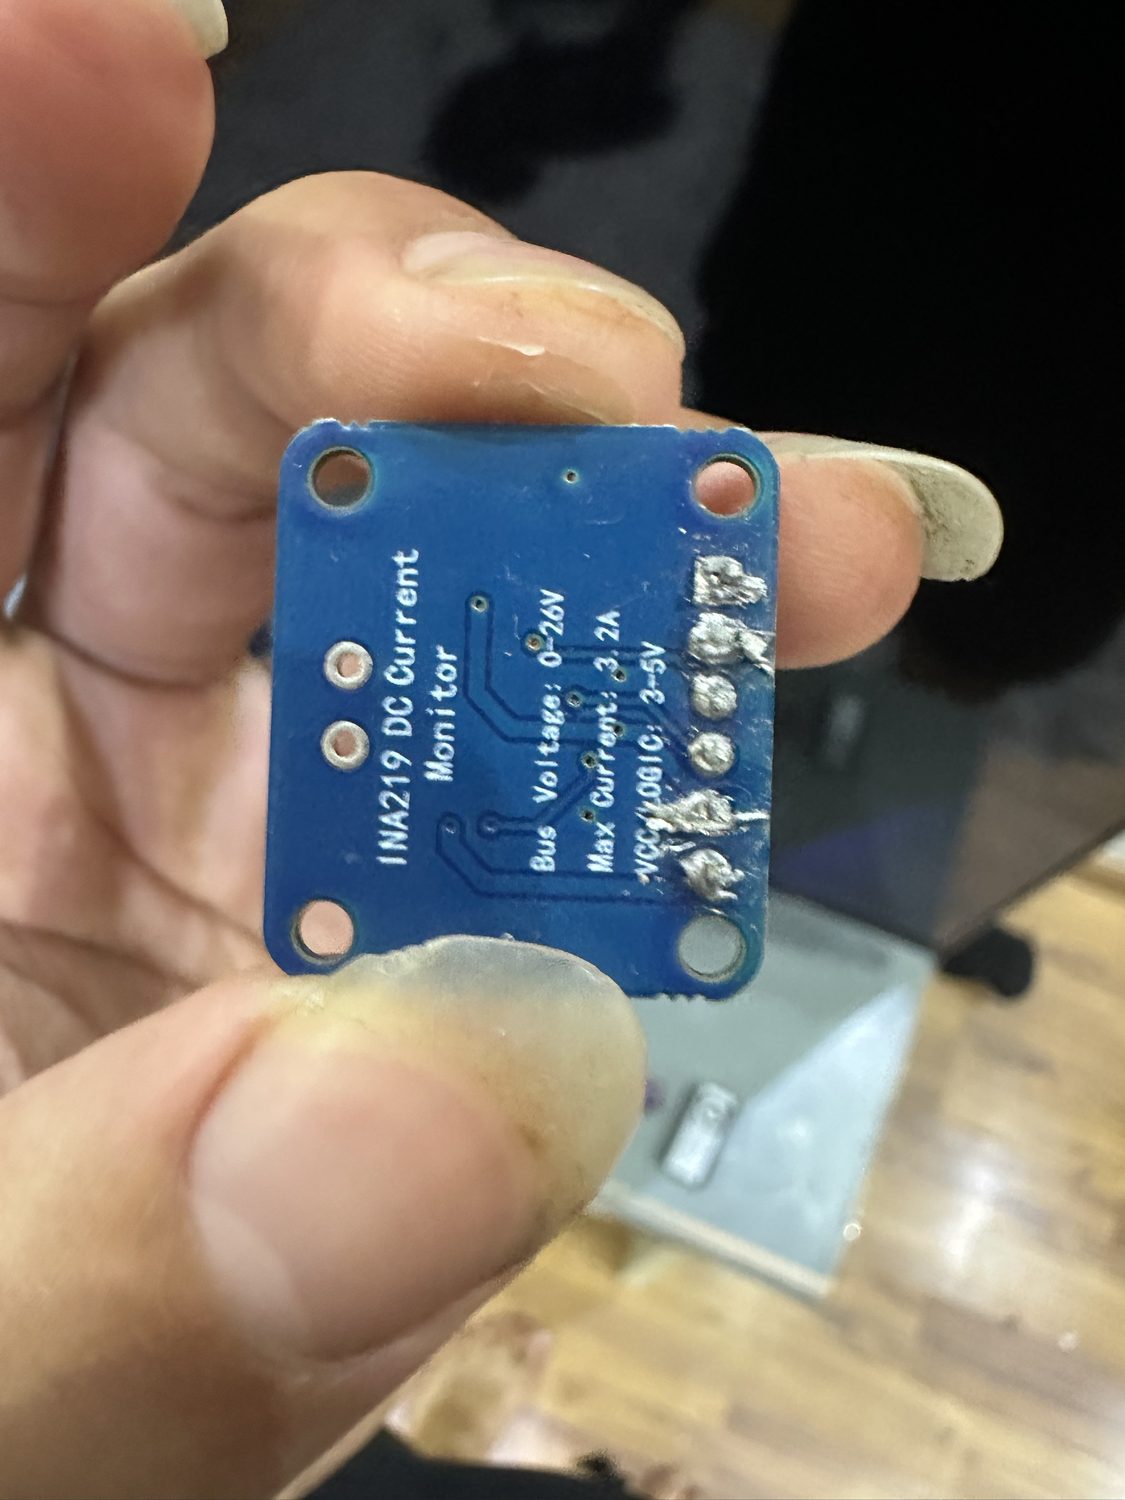 INA219 DC Current
Monitor
Bus Voltage: 0-26V
Max Current: 3.2A
VCC/LOGIC: 3-5V